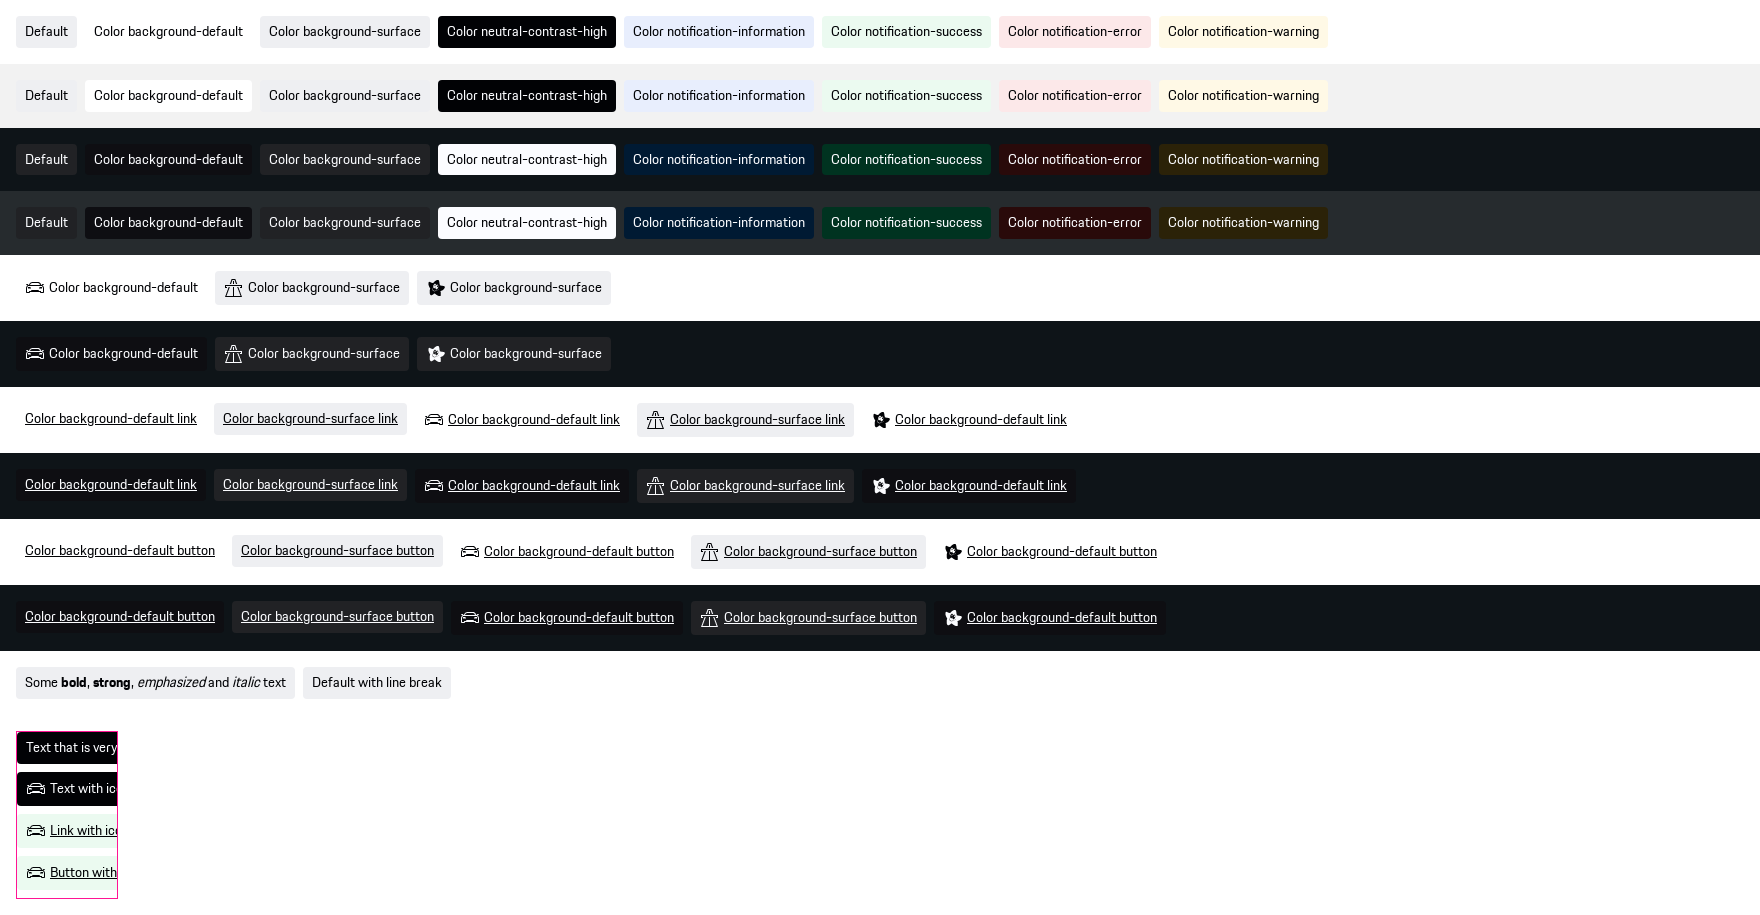 Default Color background-default Color background-surface Color neutral-contrast-high Color notification-information Color notification-success Color notification-error Color notification-warning
Default Color background-default Color background-surface Color neutral-contrast-high Color notification-information Color notification-success Color notification-error Color notification-warning
Default Color background-default Color background-surface Color neutral-contrast-high Color notification-information Color notification-success Color notification-error Color notification-warning
Default Color background-default Color background-surface Color neutral-contrast-high Color notification-information Color notification-success Color notification-error Color notification-warning
Color background-default Color background-surface Color background-surface
Color background-default Color background-surface Color background-surface
Color background-default link Color background-surface link Color background-default link Color background-surface link Color background-default link
Color background-default link Color background-surface link Color background-default link Color background-surface link Color background-default link
Color background-default button Color background-surface button Color background-default button Color background-surface button Color background-default button
Color background-default button Color background-surface button Color background-default button Color background-surface button Color background-default button
Some bold, strong, emphasized and italic text Default with line break
Text that is very
Text with
Link with
Button with